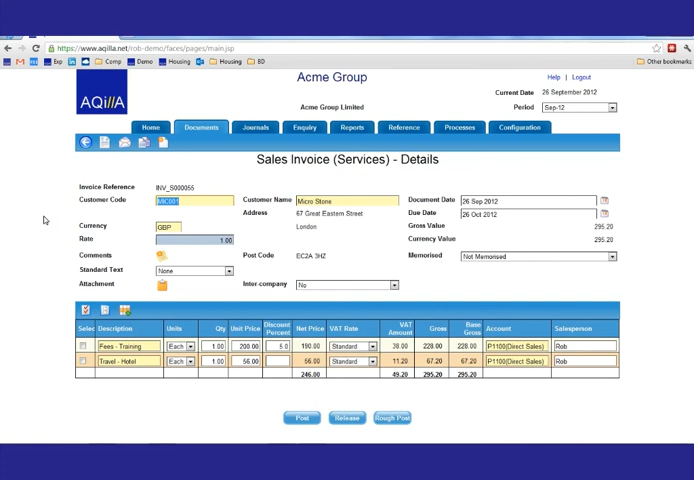 https://www.aqilla.net/rob-demo/faces/pages/main.jsp
Exp Comp Demo Housing Housing BD Other bookmarks
AQillA
Acme Group
Help | Logout
Current Date 26 September 2012
Acme Group Limited
Period Sep-12
Home Documents Journals Enquiry Reports Reference Processes Configuration
Sales Invoice (Services) - Details
Invoice Reference INV_S000055
Customer Code MIC001 Customer Name Micro Stone Document Date 26 Sep 2012
Address 67 Great Eastern Street Due Date 26 Oct 2012
Currency GBP London Gross Value 295.20
Rate 1.00 Currency Value 295.20
Comments Post Code EC2A 3HZ Memorised Not Memorised
Standard Text None
Attachment Inter-company No
Selec Description Units Qty Unit Price Discount Percent Net Price VAT Rate VAT Amount Gross Base Gross Account Salesperson
Fees - Training Each 1.00 200.00 5.0 190.00 Standard 38.00 228.00 228.00 P1100(Direct Sales) Rob
Travel - Hotel Each 1.00 56.00 56.00 Standard 11.20 67.20 67.20 P1100(Direct Sales) Rob
246.00 49.20 295.20 295.20
Post Release Rough Post